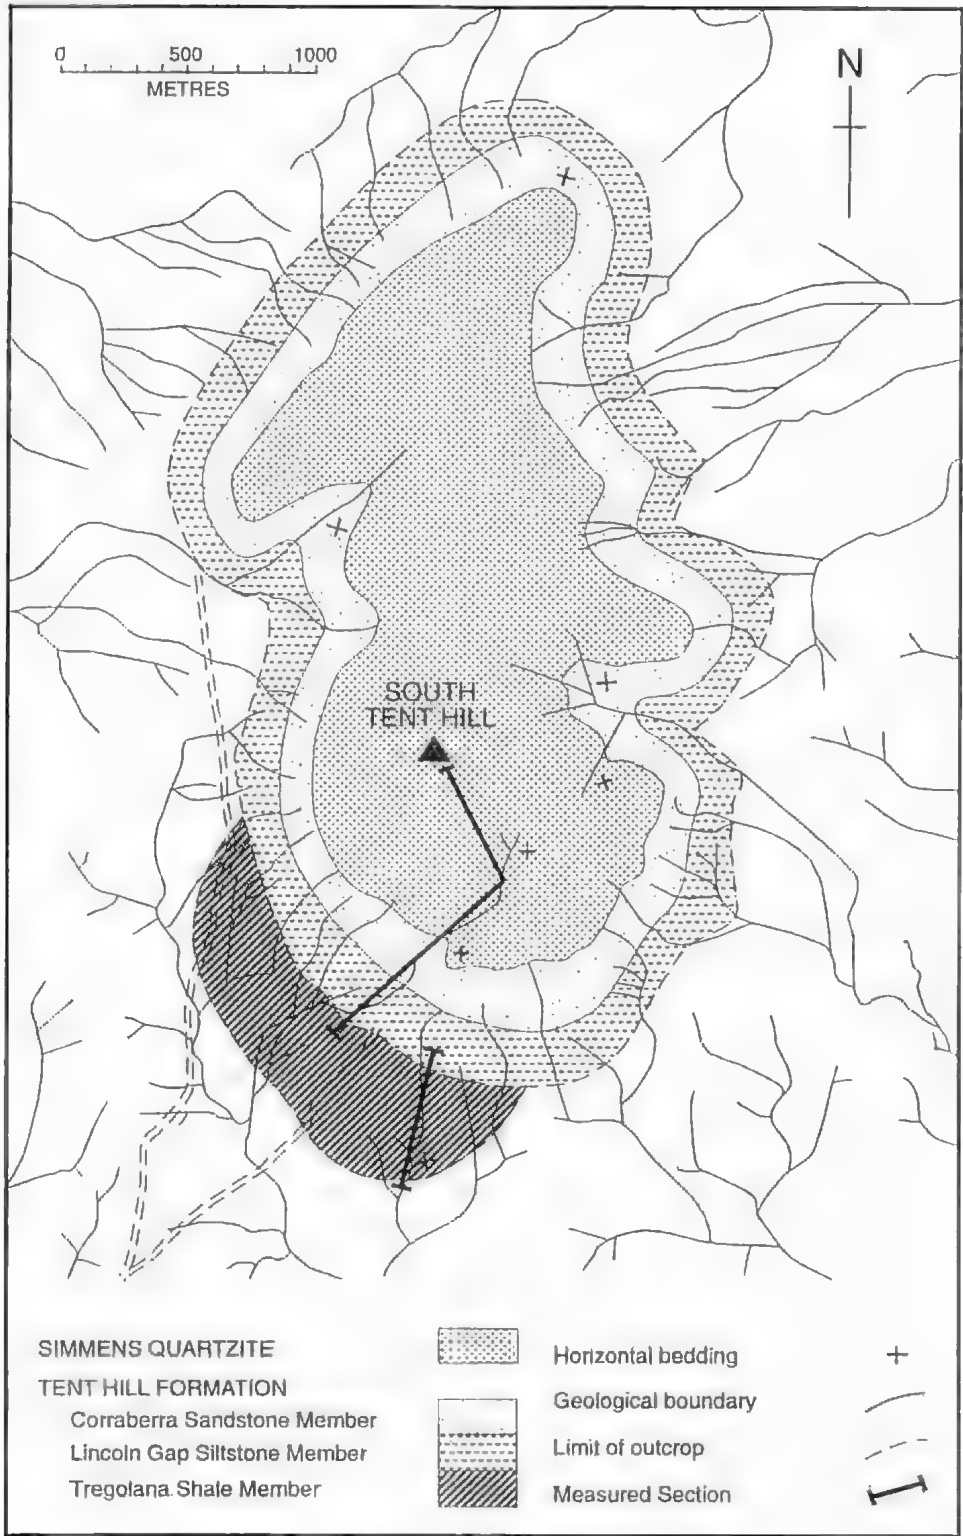 0 500 1000
METRES
N
SOUTH
TENT HILL
SIMMENS QUARTZITE
TENT HILL FORMATION
Corraberra Sandstone Member
Lincoln Gap Siltstone Member
Tregolana Shale Member
Horizontal bedding
Geological boundary
Limit of outcrop
Measured Section